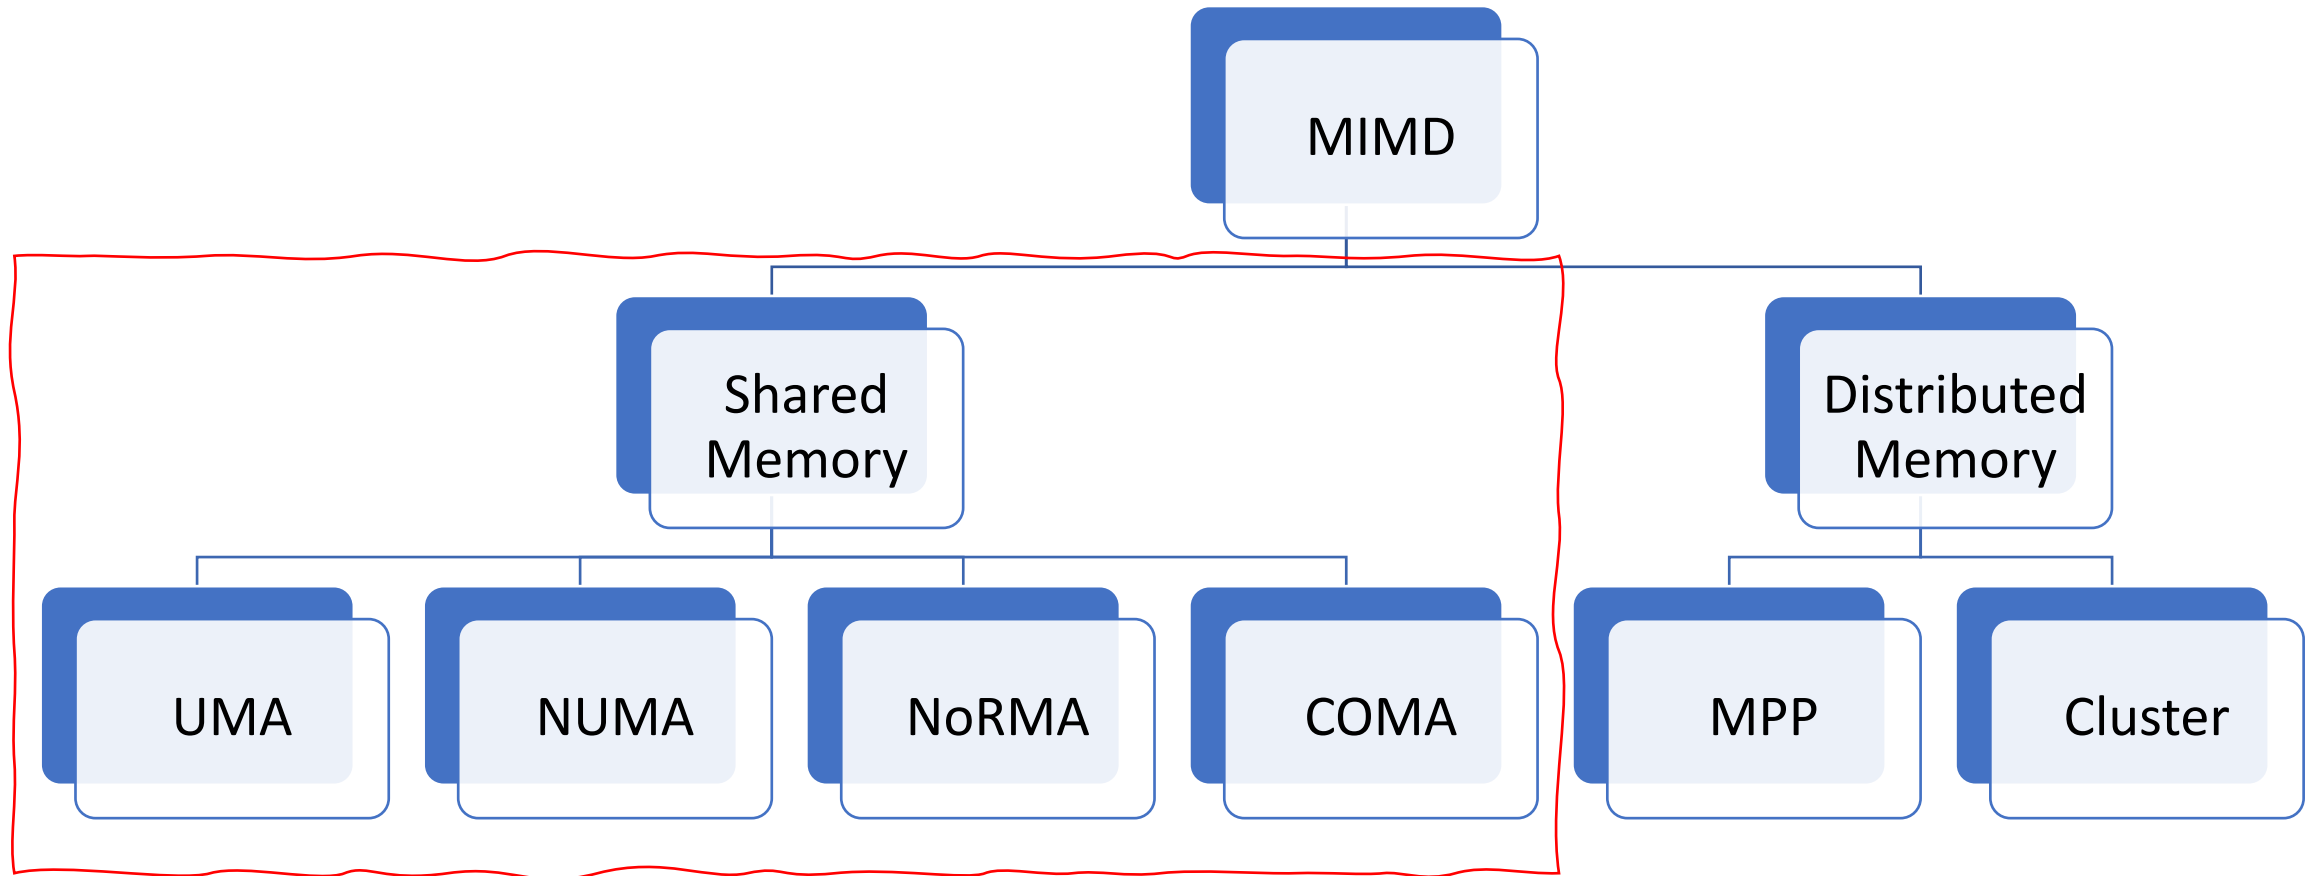 MIMD
Shared
Memory
Distributed
Memory
UMA
NUMA
NoRMA
COMA
MPP
Cluster